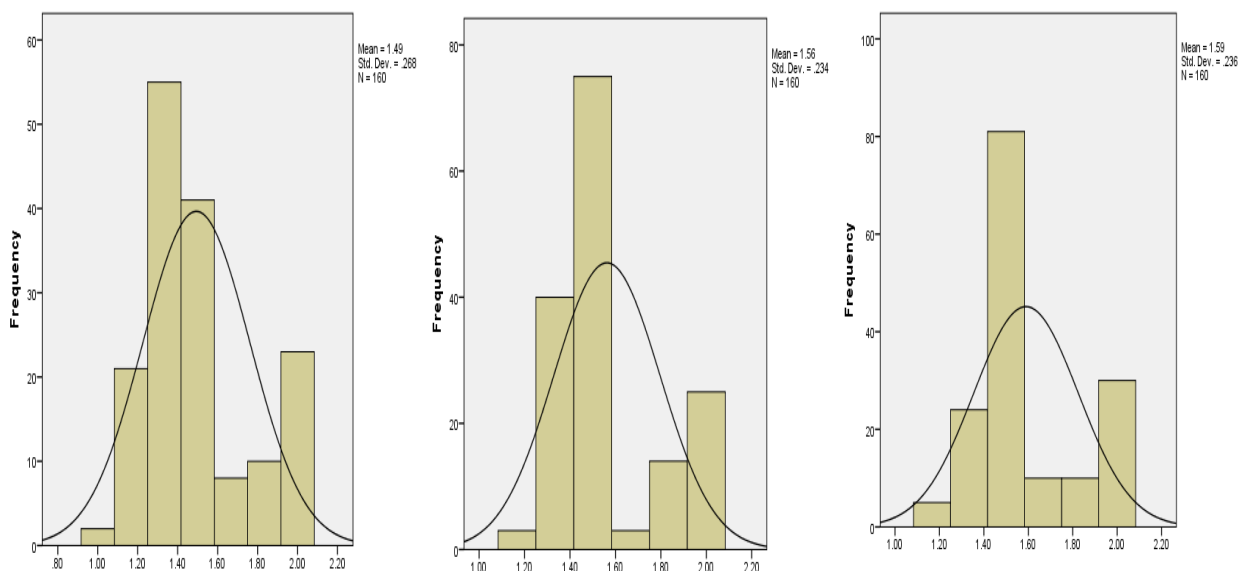 Frequency
60
50
40
30
20
10
0
.80 1.00 1.20 1.40 1.60 1.80 2.00 2.20
Mean = 1.49
Std. Dev. = .268
N = 160
Frequency
80
60
40
20
0
1.00 1.20 1.40 1.60 1.80 2.00 2.20
Mean = 1.56
Std. Dev. = .234
N = 160
Frequency
100
80
60
40
20
0
1.00 1.20 1.40 1.60 1.80 2.00 2.20
Mean = 1.59
Std. Dev. = .236
N = 160